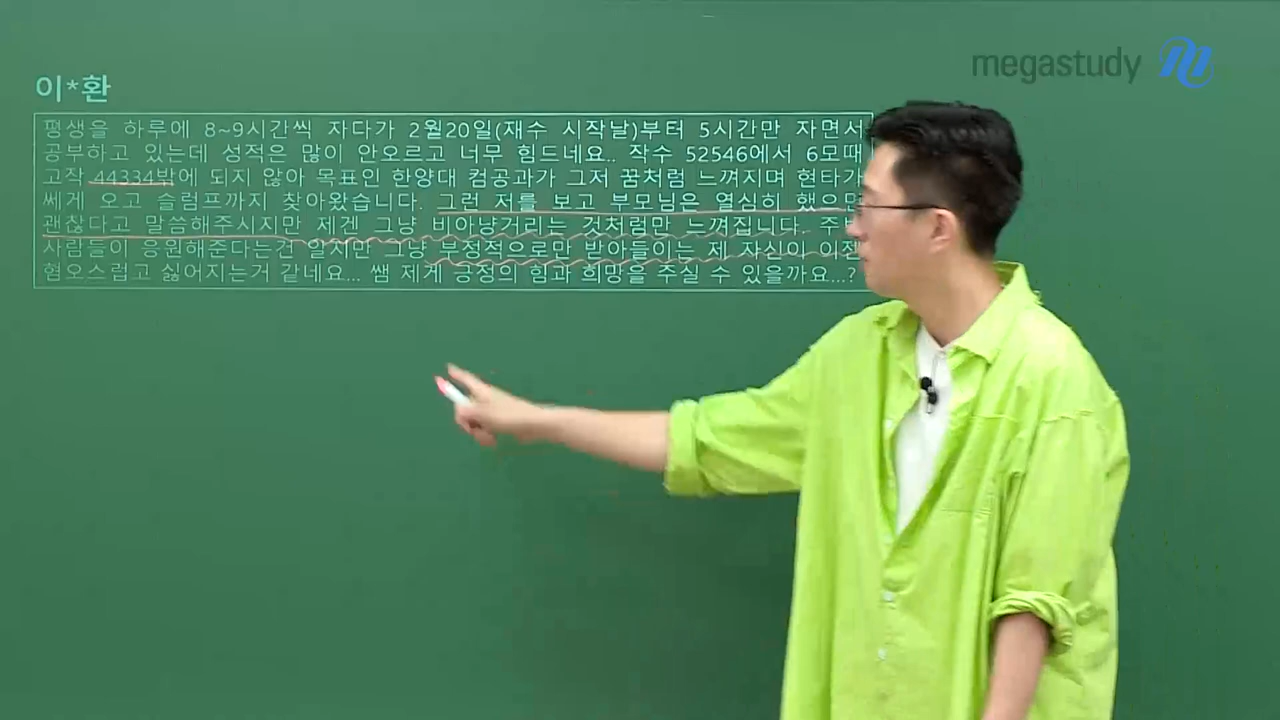 megastudy
이*환
평생을 하루에 8~9시간씩 자다가 2월20일(재수 시작날)부터 5시간만 자면서
공부하고 있는데 성적은 많이 안오르고 너무 힘드네요.. 작수 52546에서 6모때
고작 44334밖에 되지 않아 목표인 한양대 컴공과가 그저 꿈처럼 느껴지며 현타가
쎄게 오고 슬럼프까지 찾아왔습니다. 그런 저를 보고 부모님은 열심히 했으면
괜찮다고 말씀해주시지만 제겐 그냥 비아냥거리는 것처럼만 느껴집니다. 주변
사람들이 응원해준다는건 알지만 그냥 부정적으로만 받아들이는 제 자신이 이젠
혐오스럽고 싫어지는거 같네요... 쌤 제게 긍정의 힘과 희망을 주실 수 있을까요...?